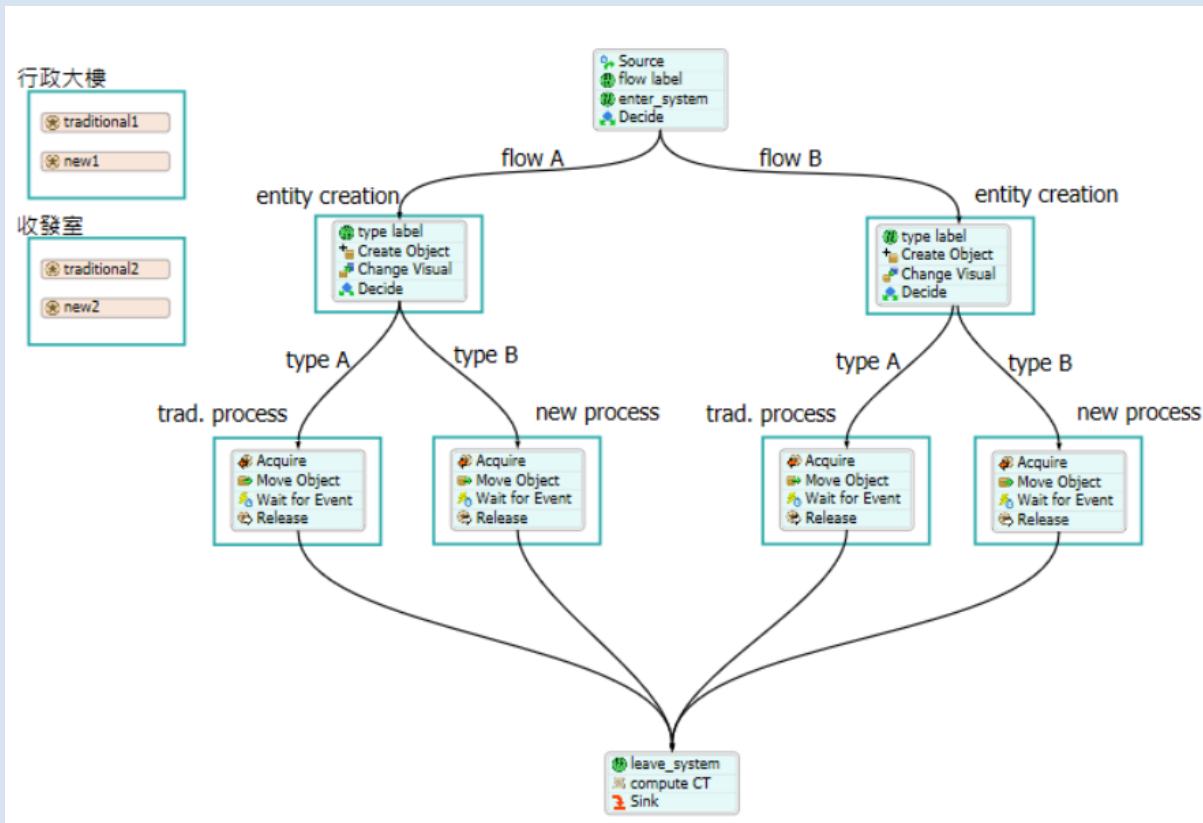 行政大樓
traditional1
new1
收發室
traditional2
new2
Source
flow label
enter_system
Decide
flow A
flow B
entity creation
type label
Create Object
Change Visual
Decide
entity creation
type label
Create Object
Change Visual
Decide
type A
type B
type A
type B
trad. process
Acquire
Move Object
Wait for Event
Release
new process
Acquire
Move Object
Wait for Event
Release
trad. process
Acquire
Move Object
Wait for Event
Release
new process
Acquire
Move Object
Wait for Event
Release
leave_system
compute CT
Sink